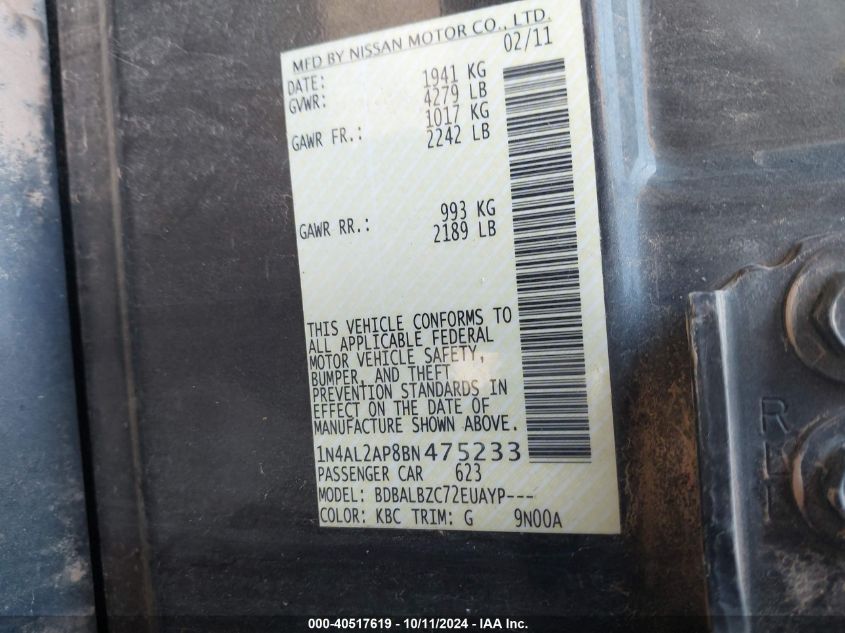 MFD BY NISSAN MOTOR CO., LTD.
DATE: 02/11
GVWR: 1941 KG
4279 LB
GAWR FR.: 1017 KG
2242 LB
GAWR RR.: 993 KG
2189 LB
THIS VEHICLE CONFORMS TO
ALL APPLICABLE FEDERAL
MOTOR VEHICLE SAFETY,
BUMPER, AND THEFT
PREVENTION STANDARDS IN
EFFECT ON THE DATE OF
MANUFACTURE SHOWN ABOVE.
1N4AL2AP8BN475233
PASSENGER CAR 623
MODEL: BDBALBZC72EUAYP---
COLOR: KBC TRIM: G 9N00A
000-40517619 - 10/11/2024 - IAA Inc.